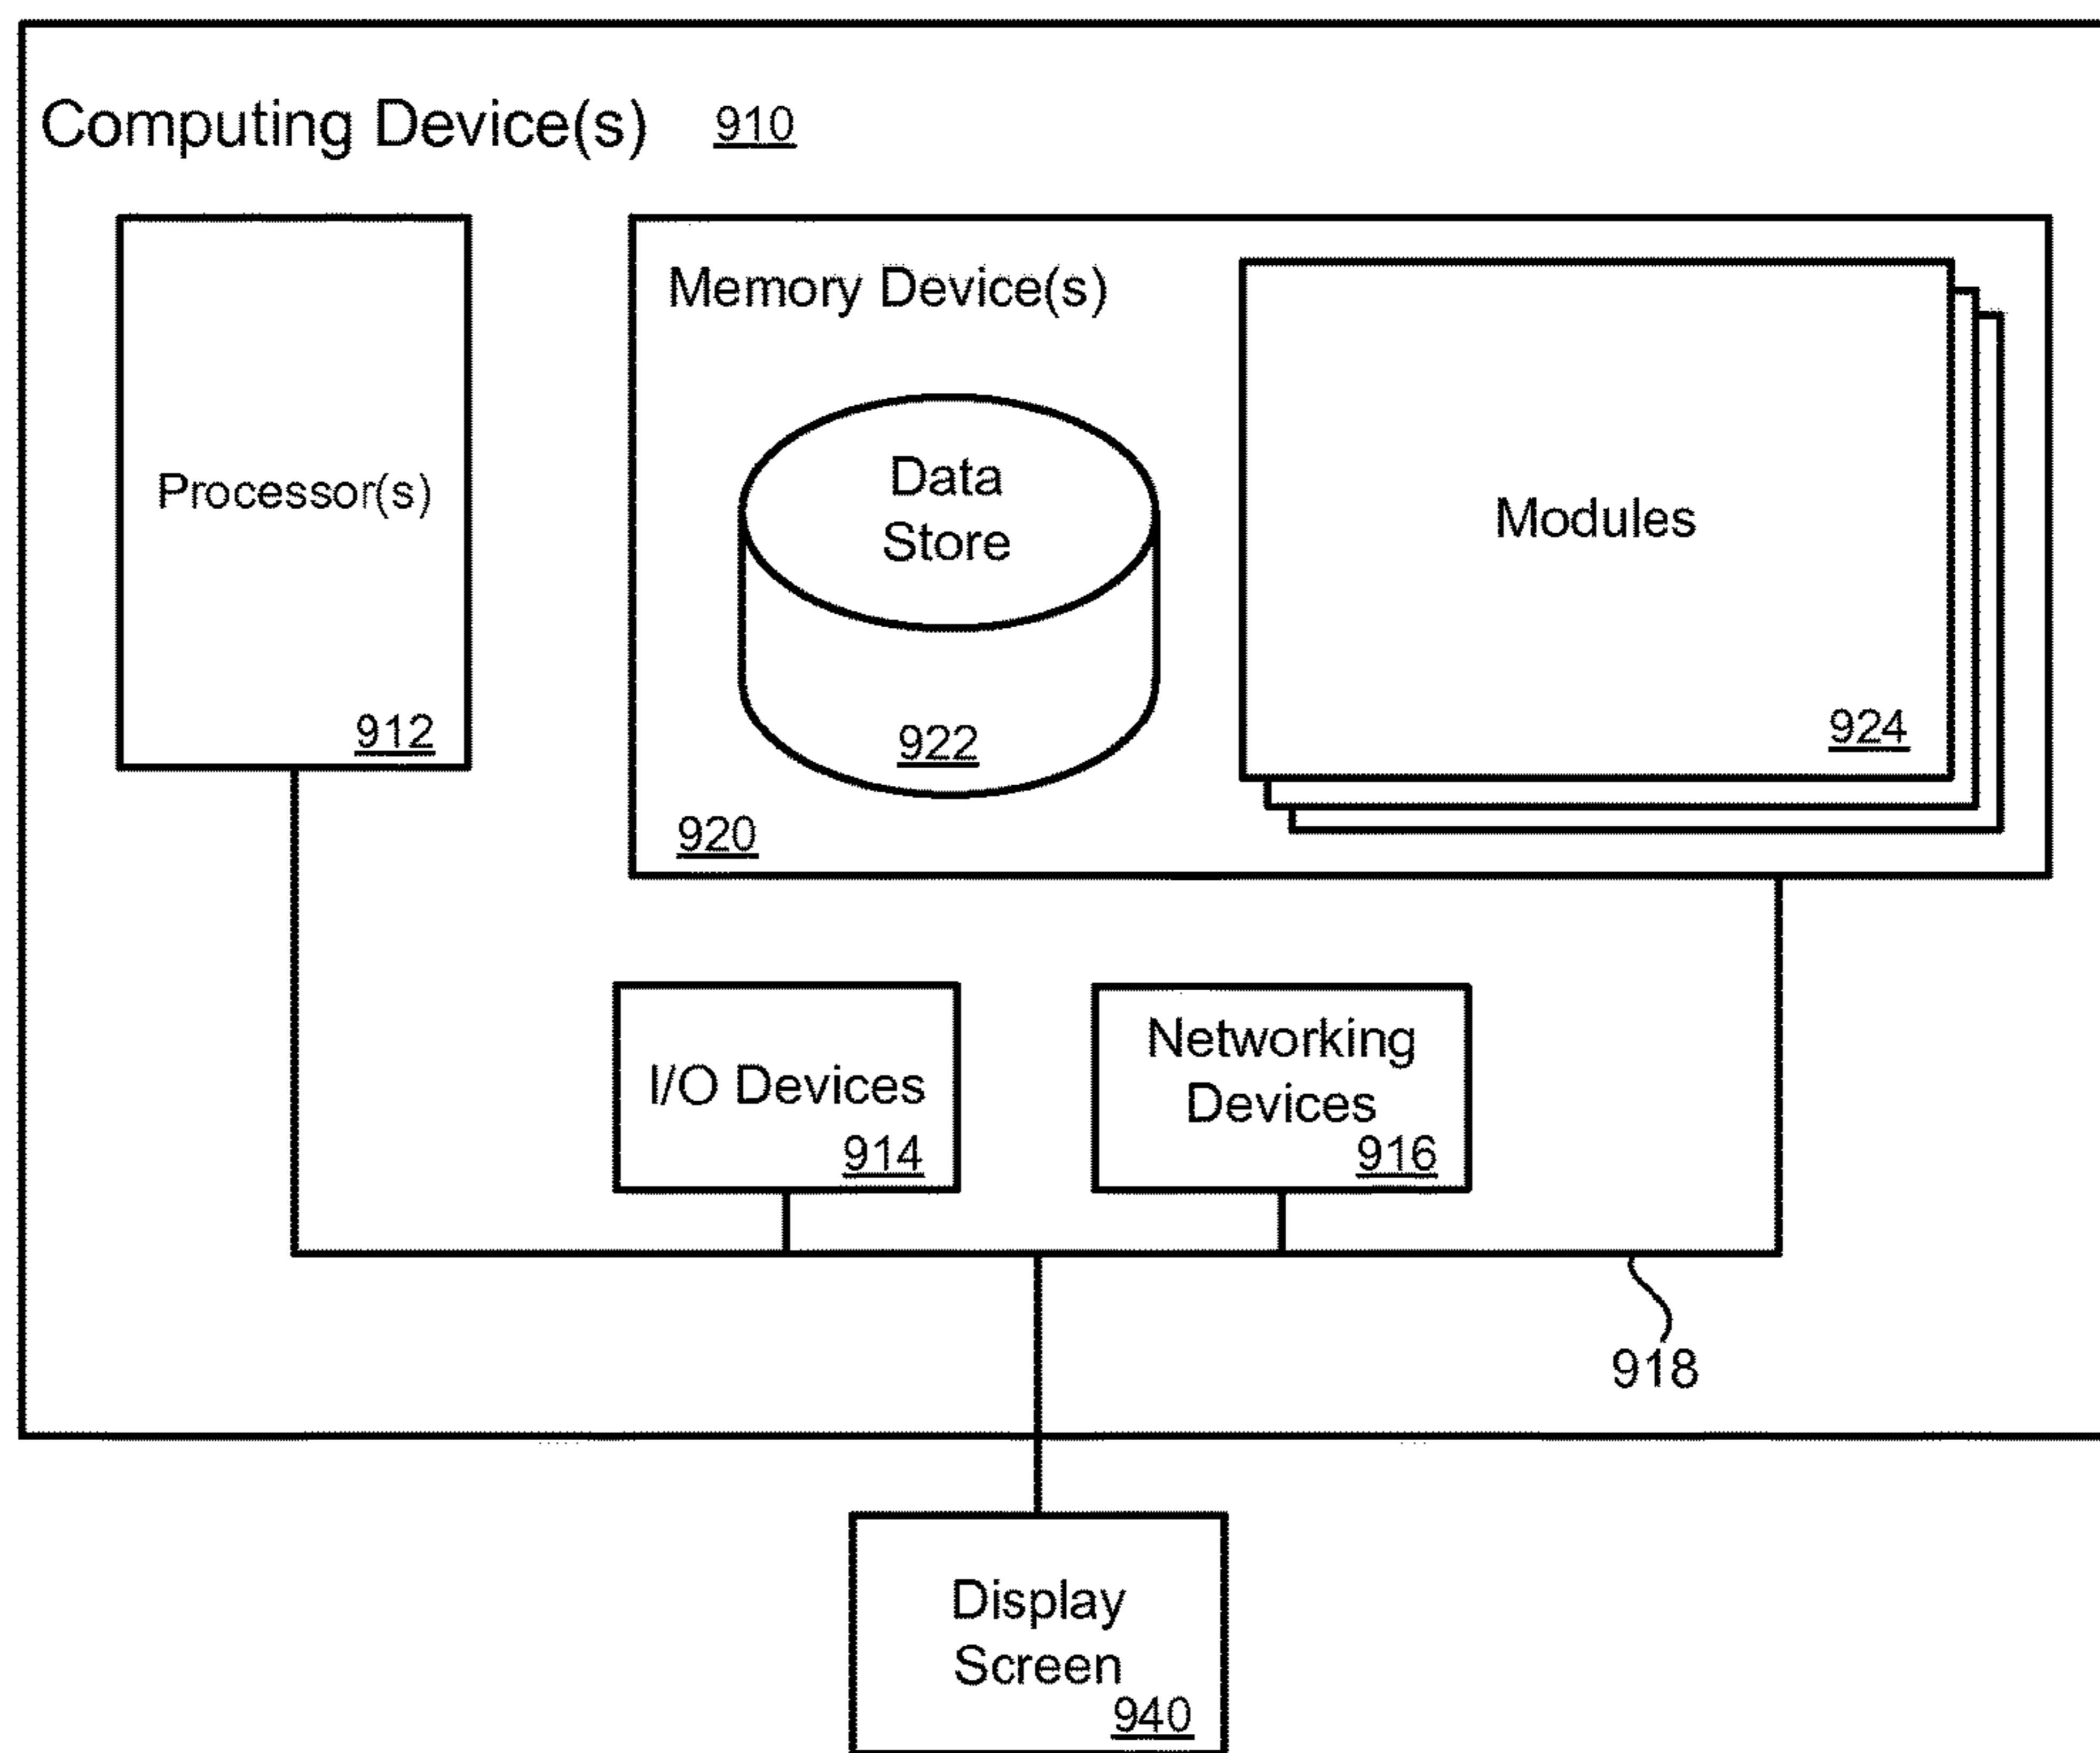 Computing Device(s) 910
Processor(s)
912
Memory Device(s)
Data
Store
922
920
Modules
924
I/O Devices
914
Networking
Devices
916
918
Display
Screen
940